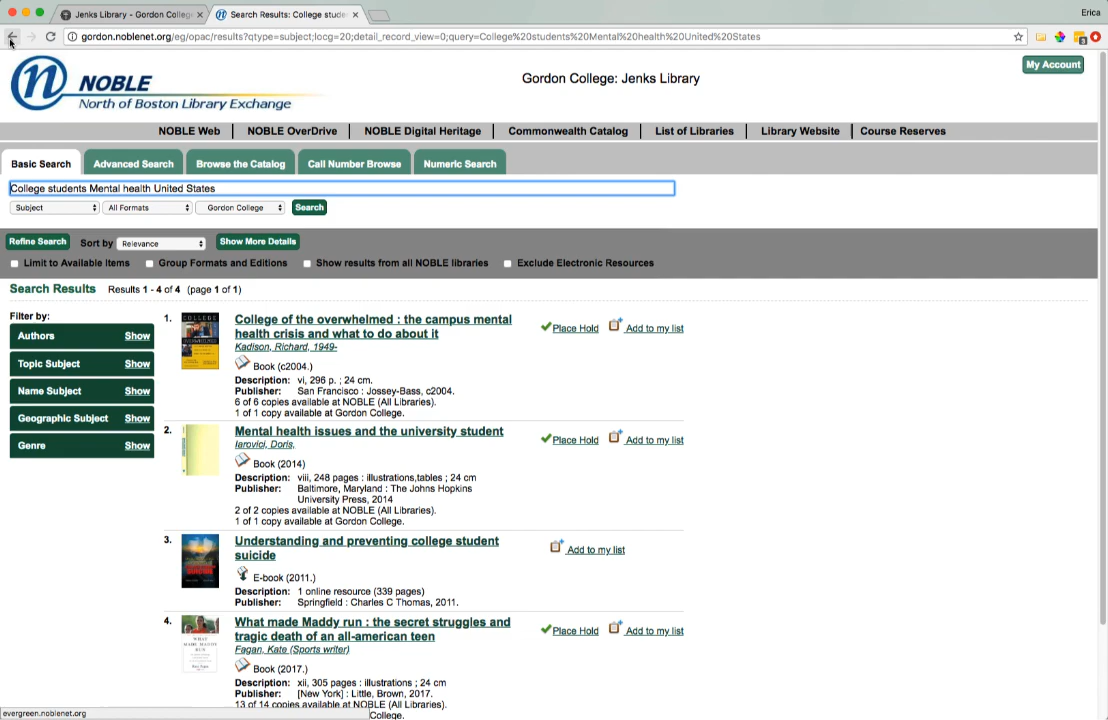 Jenks Library - Gordon College
Search Results: College stude
Erica
gordon.noblenet.org/eg/opac/results?qtype=subject;locg=20;detail_record_view=0;query=College%20students%20Mental%20health%20United%20States
NOBLE
North of Boston Library Exchange
Gordon College: Jenks Library
My Account
NOBLE Web
NOBLE OverDrive
NOBLE Digital Heritage
Commonwealth Catalog
List of Libraries
Library Website
Course Reserves
Basic Search
Advanced Search
Browse the Catalog
Call Number Browse
Numeric Search
College students Mental health United States
Subject
All Formats
Gordon College
Search
Refine Search
Sort by
Relevance
Show More Details
Limit to Available Items
Group Formats and Editions
Show results from all NOBLE libraries
Exclude Electronic Resources
Search Results
Results 1 - 4 of 4 (page 1 of 1)
Filter by:
Authors Show
Topic Subject Show
Name Subject Show
Geographic Subject Show
Genre Show
1.
COLLEGE
College of the overwhelmed : the campus mental
health crisis and what to do about it
Kadison, Richard, 1949-
Book (c2004.)
Description: vi, 296 p. ; 24 cm.
Publisher: San Francisco : Jossey-Bass, c2004.
6 of 6 copies available at NOBLE (All Libraries).
1 of 1 copy available at Gordon College.
Place Hold
Add to my list
2.
Mental health issues and the university student
Iarovici, Doris,
Book (2014)
Description: viii, 248 pages : illustrations,tables ; 24 cm
Publisher: Baltimore, Maryland : The Johns Hopkins
University Press, 2014
2 of 2 copies available at NOBLE (All Libraries).
1 of 1 copy available at Gordon College.
Place Hold
Add to my list
3.
Understanding and preventing college student
suicide
E-book (2011.)
Description: 1 online resource (339 pages)
Publisher: Springfield : Charles C Thomas, 2011.
Add to my list
4.
WHAT
MADE MADDY
RUN
What made Maddy run : the secret struggles and
tragic death of an all-american teen
Fagan, Kate (Sports writer)
Book (2017.)
Description: xii, 305 pages : illustrations ; 24 cm
Publisher: [New York] : Little, Brown, 2017.
13 of 14 copies available at NOBLE (All Libraries).
College.
Place Hold
Add to my list
evergreen.noblenet.org